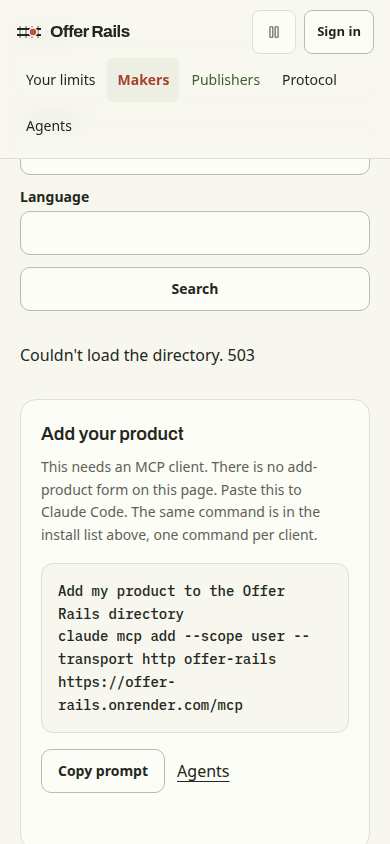 Offer Rails
Sign in
Your limits
Makers
Publishers
Protocol
Agents
Language
Search
Couldn't load the directory. 503
Add your product
This needs an MCP client. There is no add-
product form on this page. Paste this to
Claude Code. The same command is in the
install list above, one command per client.
Add my product to the Offer
Rails directory
claude mcp add --scope user --
transport http offer-rails
https://offer-
rails.onrender.com/mcp
Copy prompt
Agents